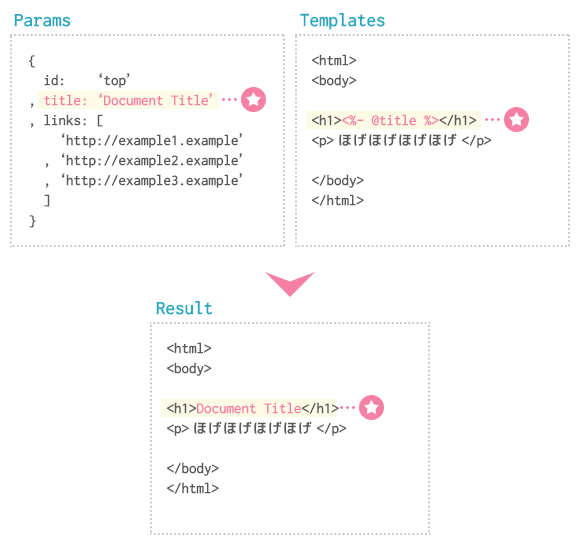 Params
{
id: ‘top’
, title: ‘Document Title’
, links: [
‘http://example1.example’
, ‘http://example2.example’
, ‘http://example3.example’
]
}
Templates
<html>
<body>
<h1><%- @title %></h1>
<p> ほげほげほげほげ </p>
</body>
</html>
Result
<html>
<body>
<h1>Document Title</h1>
<p> ほげほげほげほげ </p>
</body>
</html>